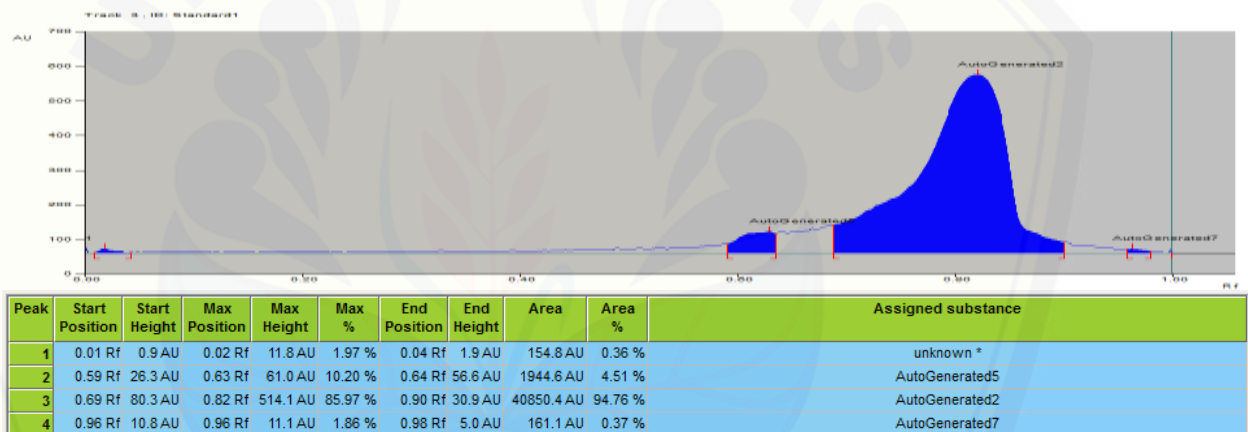 Track 3 , ID: Standard1
AU
700
600
500
400
300
200
100
0
AutoGenerated2
AutoGenerated7
0.00 0.20 0.40 0.60 0.80 1.00
Rf
Peak Start Position Start Height Max Position Max Height Max % End Position End Height Area Area % Assigned substance
1 0.01 Rf 0.9 AU 0.02 Rf 11.8 AU 1.97 % 0.04 Rf 1.9 AU 154.8 AU 0.36 % unknown *
2 0.59 Rf 26.3 AU 0.63 Rf 61.0 AU 10.20 % 0.64 Rf 56.6 AU 1944.6 AU 4.51 % AutoGenerated5
3 0.69 Rf 80.3 AU 0.82 Rf 514.1 AU 85.97 % 0.90 Rf 30.9 AU 40850.4 AU 94.76 % AutoGenerated2
4 0.96 Rf 10.8 AU 0.96 Rf 11.1 AU 1.86 % 0.98 Rf 5.0 AU 161.1 AU 0.37 % AutoGenerated7